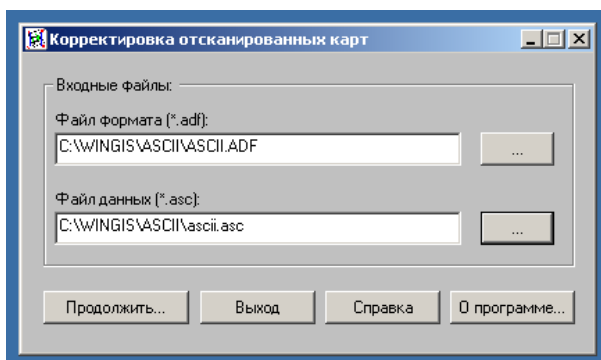 Корректировка отсканированных карт
Входные файлы:
Файл формата (*.adf):
C:\WINGIS\ASCII\ASCII.ADF
...
Файл данных (*.asc):
C:\WINGIS\ASCII\ascii.asc
...
Продолжить... Выход Справка О программе...